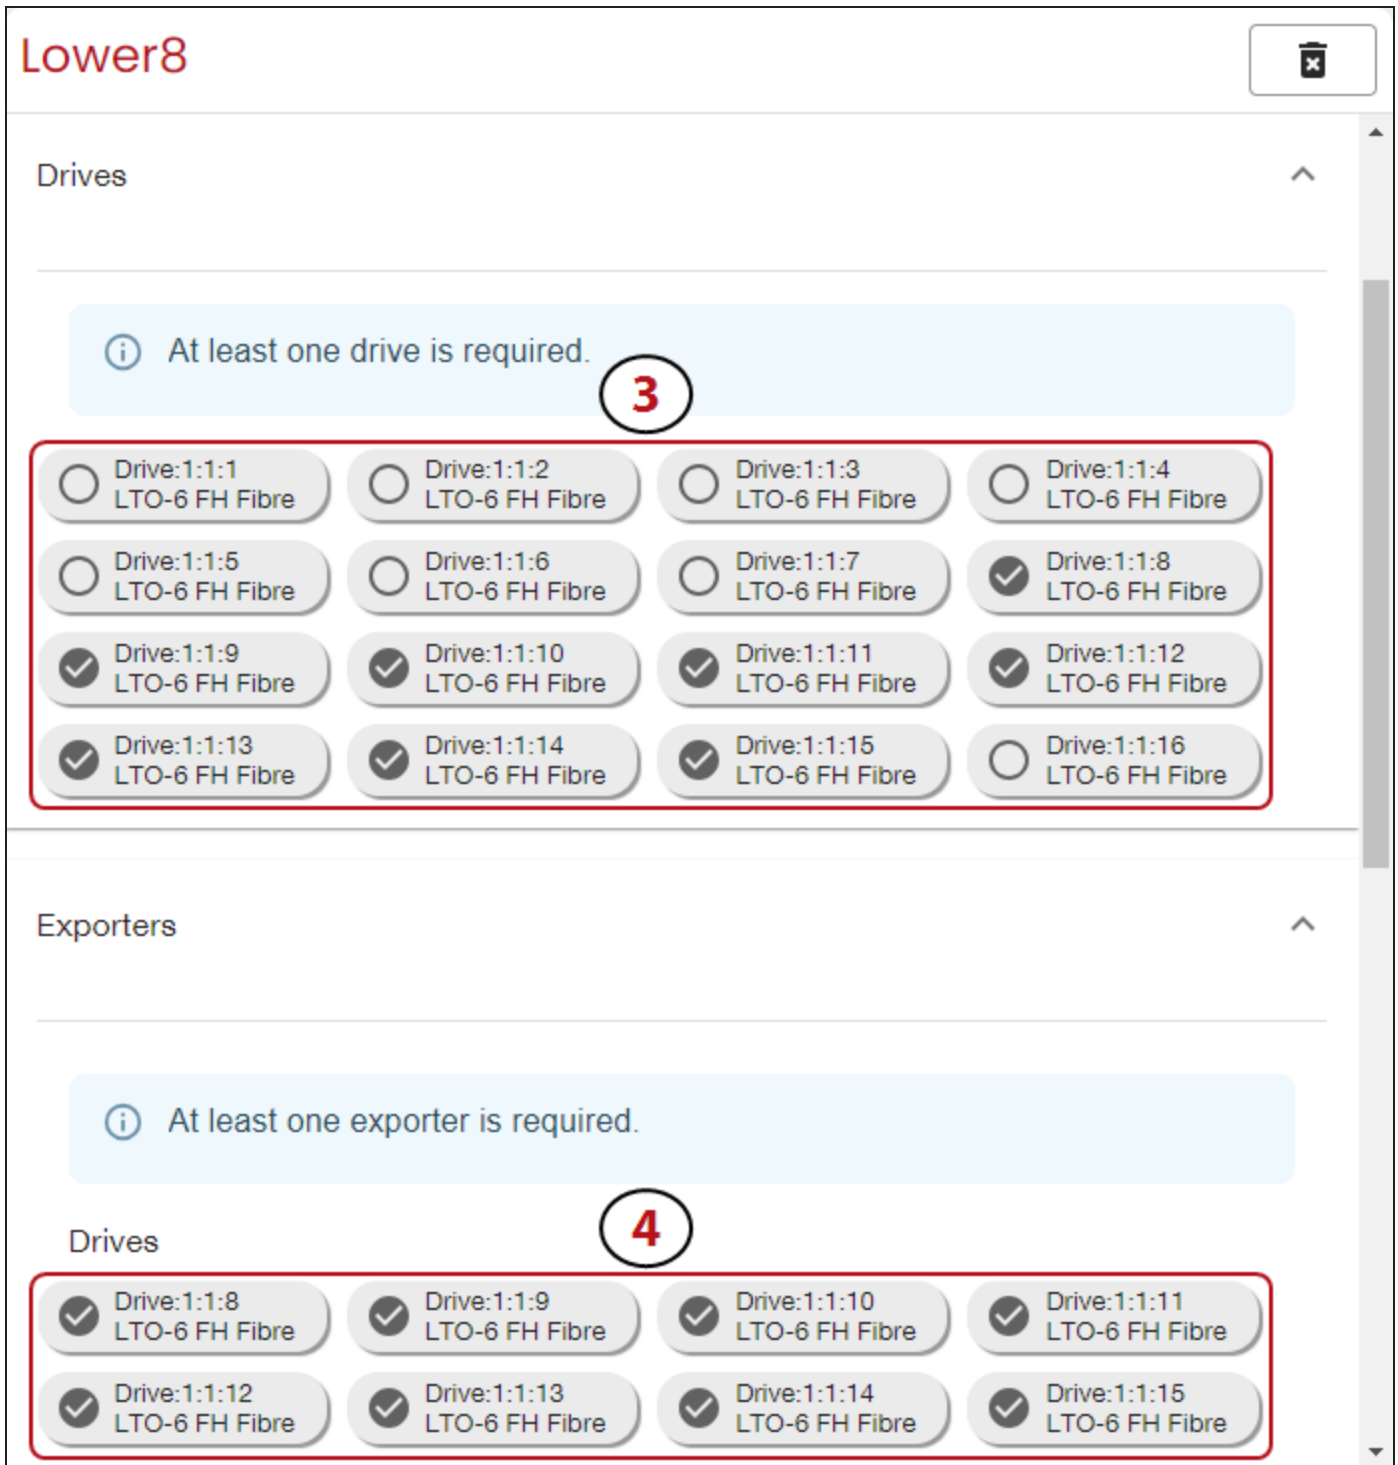 Lower8
Drives
At least one drive is required.
3
Drive:1:1:1
LTO-6 FH Fibre
Drive:1:1:2
LTO-6 FH Fibre
Drive:1:1:3
LTO-6 FH Fibre
Drive:1:1:4
LTO-6 FH Fibre
Drive:1:1:5
LTO-6 FH Fibre
Drive:1:1:6
LTO-6 FH Fibre
Drive:1:1:7
LTO-6 FH Fibre
Drive:1:1:8
LTO-6 FH Fibre
Drive:1:1:9
LTO-6 FH Fibre
Drive:1:1:10
LTO-6 FH Fibre
Drive:1:1:11
LTO-6 FH Fibre
Drive:1:1:12
LTO-6 FH Fibre
Drive:1:1:13
LTO-6 FH Fibre
Drive:1:1:14
LTO-6 FH Fibre
Drive:1:1:15
LTO-6 FH Fibre
Drive:1:1:16
LTO-6 FH Fibre
Exporters
At least one exporter is required.
4
Drives
Drive:1:1:8
LTO-6 FH Fibre
Drive:1:1:9
LTO-6 FH Fibre
Drive:1:1:10
LTO-6 FH Fibre
Drive:1:1:11
LTO-6 FH Fibre
Drive:1:1:12
LTO-6 FH Fibre
Drive:1:1:13
LTO-6 FH Fibre
Drive:1:1:14
LTO-6 FH Fibre
Drive:1:1:15
LTO-6 FH Fibre